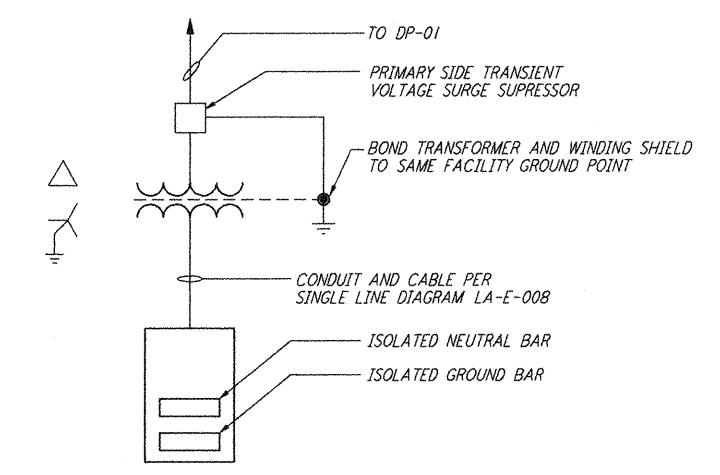 TO DP-01
PRIMARY SIDE TRANSIENT
VOLTAGE SURGE SUPRESSOR
BOND TRANSFORMER AND WINDING SHIELD
TO SAME FACILITY GROUND POINT
CONDUIT AND CABLE PER
SINGLE LINE DIAGRAM LA-E-008
ISOLATED NEUTRAL BAR
ISOLATED GROUND BAR